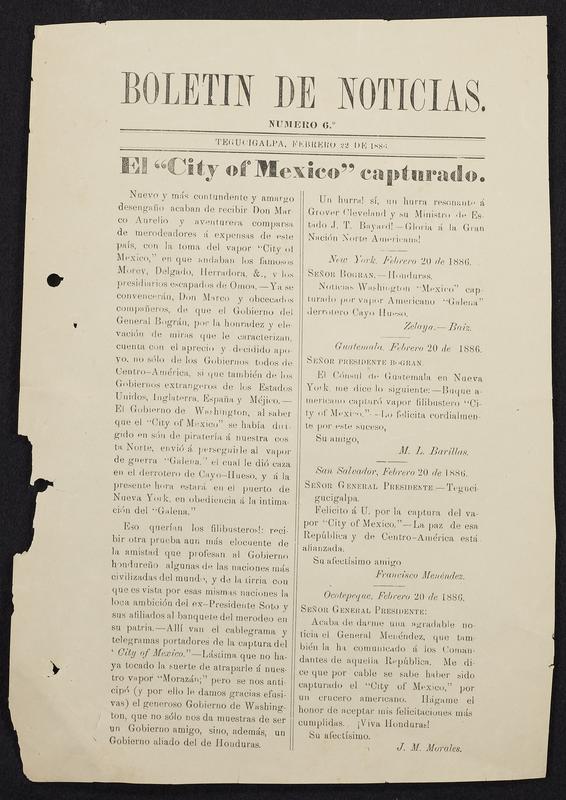 BOLETIN DE NOTICIAS.
NUMERO 6.º
TEGUCIGALPA, FEBRERO 22 DE 1886.
El “City of Mexico” capturado.
Nuevo y más contundente y amargo
desengaño acaban de recibir Don Mar
co Aurelio y aventurera comparsa
de merodeadores á expensas de este
país, con la toma del vapor “City of
Mexico,” en que andaban los famosos
Morey, Delgado, Herradora, &., y los
presidiarios escapados de Omoa.—Ya se
convencerán, Don Marco y obcecados
compañeros, de que el Gobierno del
General Bográn, por la honradez y ele
vación de miras que le caracterizan,
cuenta con el aprecio y decidido apo
yo, no sólo de los Gobiernos todos de
Centro-América, si que también de los
Gobiernos extrangeros de los Estados
Unidos, Inglaterra, España y Méjico.—
El Gobierno de Washington, al saber
que el “City of Mexico” se había diri
gido en són de piratería á nuestra cos
ta Norte, envió á perseguirle al vapor
de guerra “Galena,” el cual le dió caza
en el derrotero de Cayo-Hueso, y á la
presente hora estará en el puerto de
Nueva York, en obediencia á la intima-
ción del “Galena.”
Eso querían los filibusteros!: reci-
bir otra prueba aun más elocuente de
la amistad que profesan al Gobierno
hondureño algunas de las naciones más
civilizadas del mundo, y de la tirria con
que es vista por esas mismas naciones la
loca ambición del ex-Presidente Soto y
sus afiliados al banquete del merodeo en
su patria.—Allí van el cablegrama y
telegramas portadores de la captura del
“City of Mexico.”—Lástima que no ha-
ya tocado la suerte de atraparle á nues-
tro vapor “Morazán;” pero se nos anti-
cipó (y por ello le damos gracias efusi-
vas) el generoso Gobierno de Washing-
ton, que no sólo nos da muestras de ser
un Gobierno amigo, sino, además, un
Gobierno aliado del de Honduras.
Un hurra! sí, un hurra resonante á
Grover Cleveland y su Ministro de Es-
tado J. T. Bayard!—Gloria á la Gran
Nación Norte Americana!
New York, Febrero 20 de 1886.
SEÑOR BOGRAN.—Honduras.
Noticias Washington “Mexico” cap-
turado por vapor Americano “Galena”
derrotero Cayo Hueso.
Zelaya.—Baiz.
Guatemala, Febrero 20 de 1886.
SEÑOR PRESIDENTE BOGRAN.
El Cónsul de Guatemala en Nueva
York, me dice lo siguiente:—Buque a-
mericano capturó vapor filibustero “Ci-
ty of Mexico.”—Lo felicita cordialmen-
te por este suceso,
Su amigo,
M. L. Barillas.
San Salvador, Febrero 20 de 1886.
SEÑOR GENERAL PRESIDENTE—Teguci-
gucigalpa.
Felicito á U. por la captura del va-
por “City of Mexico.”—La paz de esa
República y de Centro-América está
afianzada.
Su afectísimo amigo
Francisco Menéndez.
Ocotepeque, Febrero 20 de 1886.
SEÑOR GENERAL PRESIDENTE:
Acaba de darme una agradable no-
ticia el General Menéndez, que tam-
bién la ha comunicado á los Coman-
dantes de aquella República. Me di-
ce que por cable se sabe haber sido
capturado el “City of Mexico,” por
un crucero americano. Hágame el
honor de aceptar mis felicitaciones más
cumplidas. ¡Viva Honduras!
Su afectísimo.
J. M. Morales.